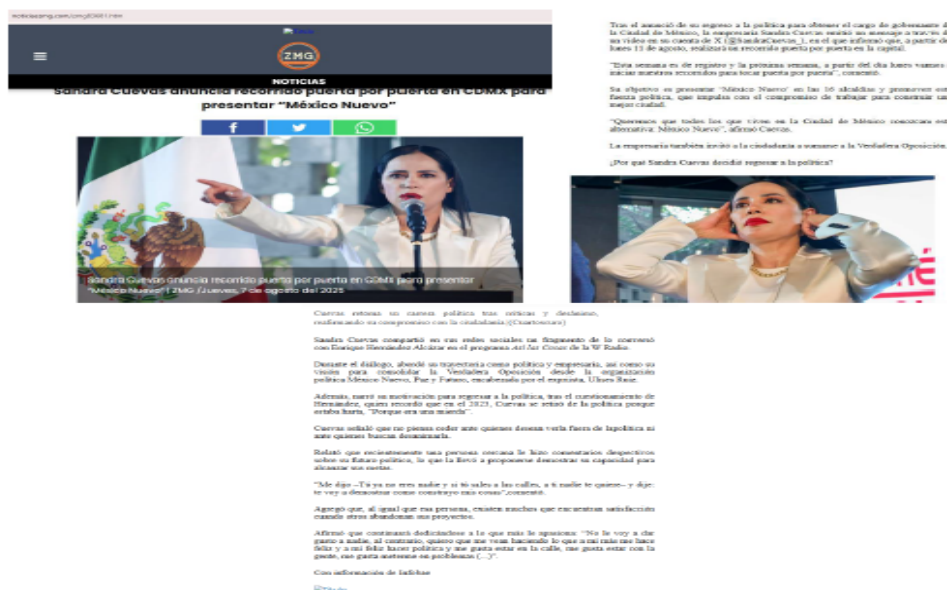 noticiaszmg.com/zmg83981.htm
ZMG
NOTICIAS
Sandra Cuevas anuncia recorrido puerta por puerta en CDMX para
presentar “México Nuevo”
Sandra Cuevas anuncia recorrido puerta por puerta en CDMX para presentar
“México Nuevo” | ZMG /Jueves, 7 de agosto del 2025
Tras el anunció de su regreso a la política para obtener el cargo de gobernante d
la Ciudad de México, la empresaria Sandra Cuevas emitió un mensaje a través d
un video en su cuenta de X (@SandraCuevas_), en el que informó que, a partir de
lunes 11 de agosto, realizará un recorrido puerta por puerta en la capital.
“Esta semana es de registro y la próxima semana, a partir del día lunes vamos
iniciar nuestros recorridos para tocar puerta por puerta”, comentó.
Su objetivo es presentar ‘México Nuevo’ en las 16 alcaldías y promover est
fuerza política, que impulsa con el compromiso de trabajar para construir un
mejor ciudad.
“Queremos que todos los que viven en la Ciudad de México conozcan est
alternativa: México Nuevo”, afirmó Cuevas.
La empresaria también invitó a la ciudadanía a sumarse a la Verdadera Oposición.
¿Por qué Sandra Cuevas decidió regresar a la política?
Cuevas retoma su carrera política tras críticas y desánimo,
reafirmando su compromiso con la ciudadanía.(Cuartoscuro)
Sandra Cuevas compartió en sus redes sociales un fragmento de la conversó
con Enrique Hernández Alcázar en el programa Así las Cosas de la W Radio.
Durante el diálogo, abordó su trayectoria como política y empresaria, así como su
visión para consolidar la Verdadera Oposición desde la organización
política México Nuevo, Paz y Futuro, encabezada por el expriista, Ulises Ruiz.
Además, narró su motivación para regresar a la política, tras el cuestionamiento de
Hernández, quien recordó que en el 2023, Cuevas se retiró de la política porque
estaba harta, “Porque era una mierda”.
Cuevas señaló que no piensa ceder ante quienes desean verla fuera de lapolítica ni
ante quienes buscan desanimarla.
Relató que recientemente una persona cercana le hizo comentarios despectivos
sobre su futuro político, lo que la llevó a proponerse demostrar su capacidad para
alcanzar sus metas.
“Me dijo –Tú ya no eres nadie y si tú sales a las calles, a ti nadie te quiere– y dije:
te voy a demostrar como construyo mis cosas”,comentó.
Agregó que, al igual que esa persona, existen muchos que encuentran satisfacción
cuando otros abandonan sus proyectos.
Afirmó que continuará dedicándose a lo que más le apasiona: “No le voy a dar
gusto a nadie, al contrario, quiero que me vean haciendo lo que a mí más me hace
feliz y a mí feliz hacer política y me gusta estar en la calle, me gusta estar con la
gente, me gusta meterme en problemas (...)”.
Con información de Infobae